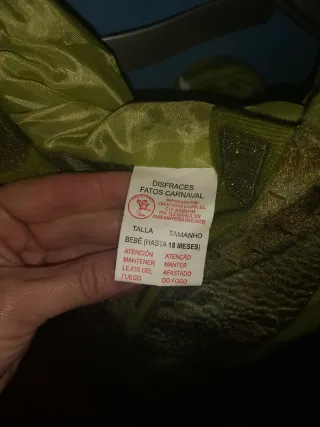 DISFRACES
FATOS CARNAVAL
TALLA TAMANHO
BEBÉ (HASTA 18 MESES)
ATENCIÓN ATENÇÃO
MANTENER MANTER
LEJOS DEL AFASTADO
FUEGO DO FOGO